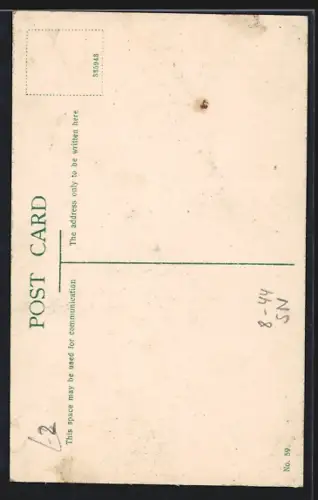 POST CARD
This space may be used for communication
The address only to be written here
355945
No. 59.
8-44
SN